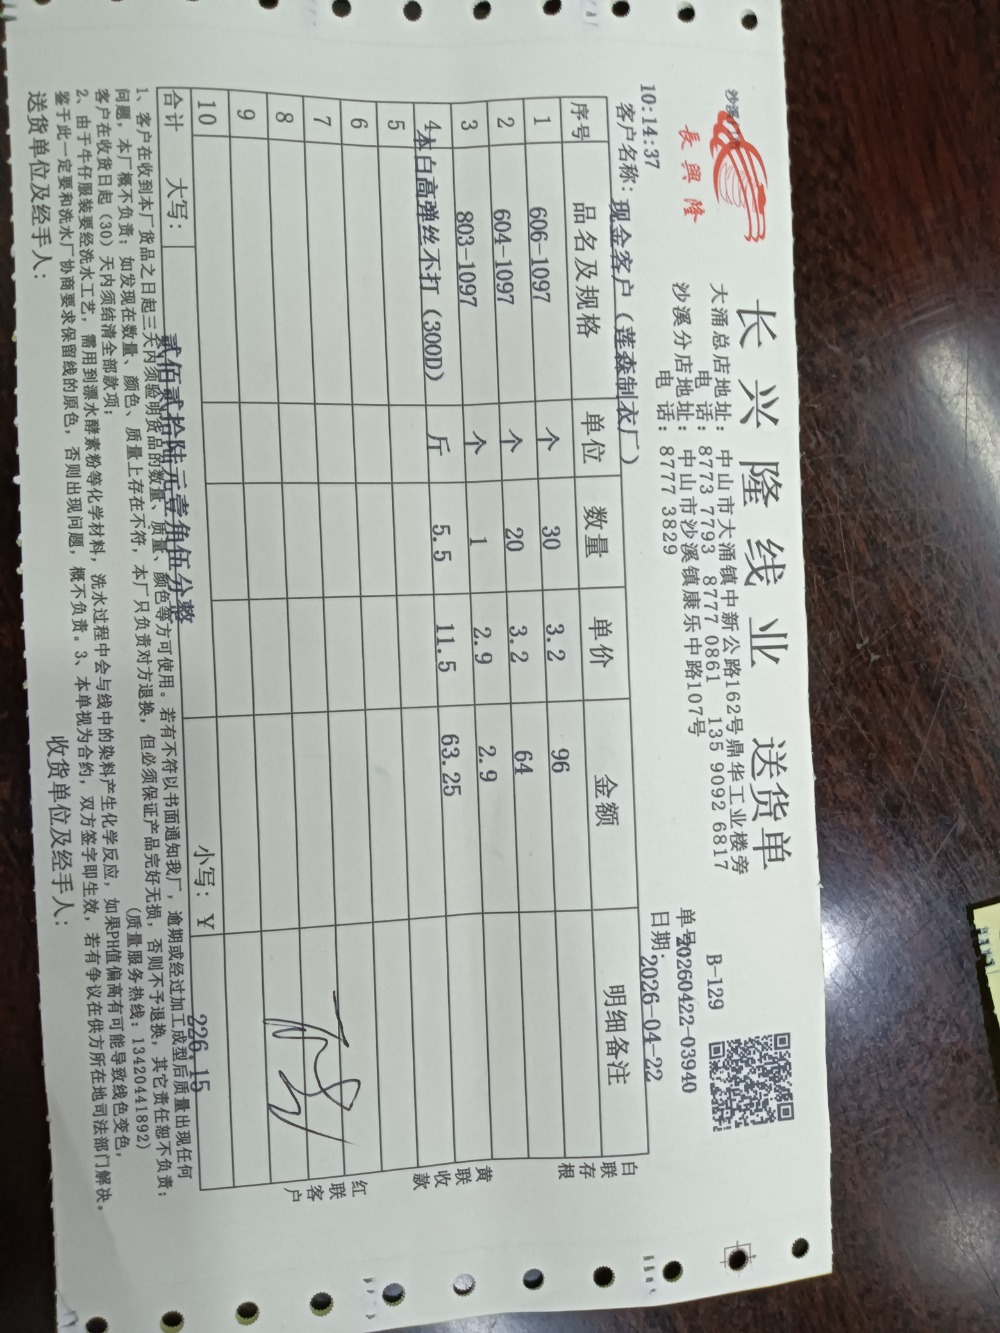 沙溪
長興隆
长兴隆线业 送货单
大涌总店地址：中山市大涌镇中新公路162号鼎华工业楼旁
电 话：8773 7793 8777 0861 135 9092 6817
沙溪分店地址：中山市沙溪镇康乐中路107号
电 话：8777 3829
B-129
单号20260422-03940
日期：2026-04-22
10:14:37
客户名称：现金客户（莲森制衣厂）
序号 品名及规格 单位 数量 单价 金额 明细备注
1 606-1097 个 30 3.2 96
2 604-1097 个 20 3.2 64
3 803-1097 个 1 2.9 2.9
4 本白高弹丝不打（300D） 斤 5.5 11.5 63.25
5
6
7
8
9
10
合计 大写： 贰佰贰拾陆元壹角伍分整 小写：￥ 226.15
白联存根
黄联收款
红联客户
1、客户在收到本厂货品之日起三天内须验明货品的数量、质量、颜色等方可使用。若有不符以书面通知我厂，逾期或经过加工成型后质量出现任何
问题，本厂概不负责；如发现在数量、颜色、质量上存在不符，本厂只负责对方退换，但必须保证产品完好无损，否则不予退换，其它责任恕不负责；
客户在收货日起（30）天内须结清全部款项； （质量服务热线：13420441892）
2、由于牛仔服装要经洗水工艺，需用到漂水酵素粉等化学材料，洗水过程中会与线中的染料产生化学反应，如果PH值偏高有可能导致线色变色，
鉴于此一定要和洗水厂协商要求保留线的原色，否则出现问题，概不负责。3、本单视为合约，双方签字即生效，若有争议在供方所在地司法部门解决。
送货单位及经手人： 收货单位及经手人：